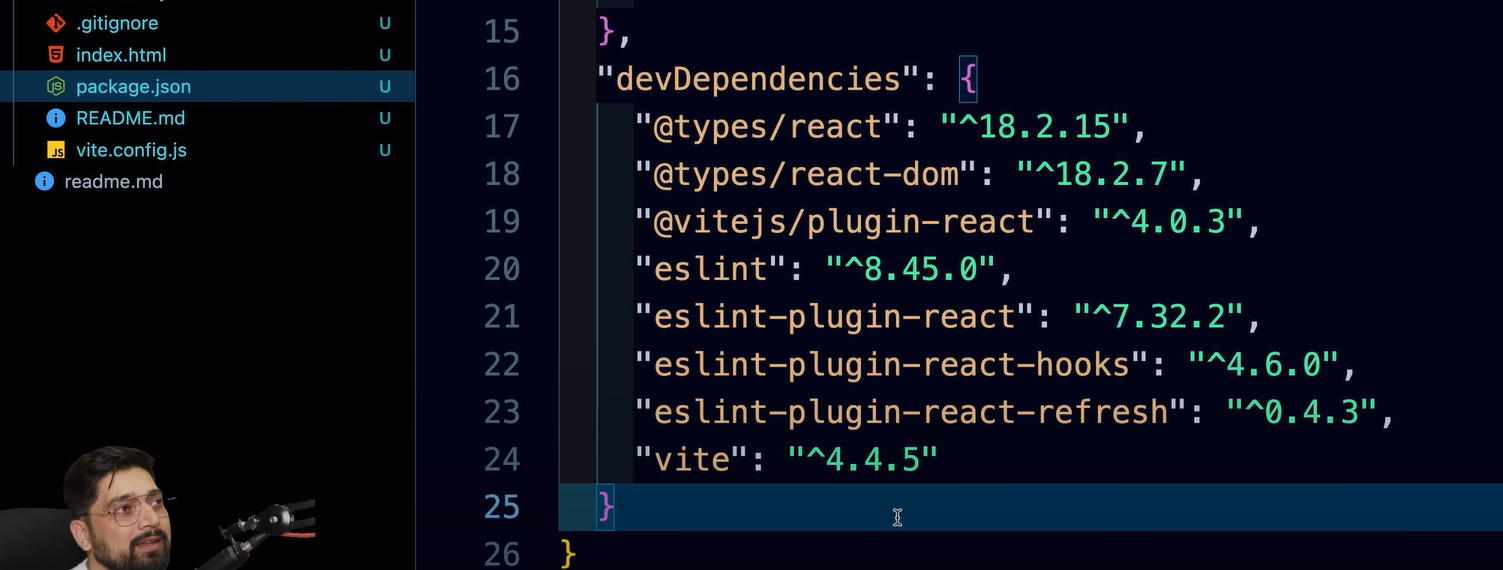 .gitignore U
index.html U
package.json U
README.md U
JS vite.config.js U
readme.md
15 },
16 "devDependencies": {
17 "@types/react": "^18.2.15",
18 "@types/react-dom": "^18.2.7",
19 "@vitejs/plugin-react": "^4.0.3",
20 "eslint": "^8.45.0",
21 "eslint-plugin-react": "^7.32.2",
22 "eslint-plugin-react-hooks": "^4.6.0",
23 "eslint-plugin-react-refresh": "^0.4.3",
24 "vite": "^4.4.5"
25 }
26 }